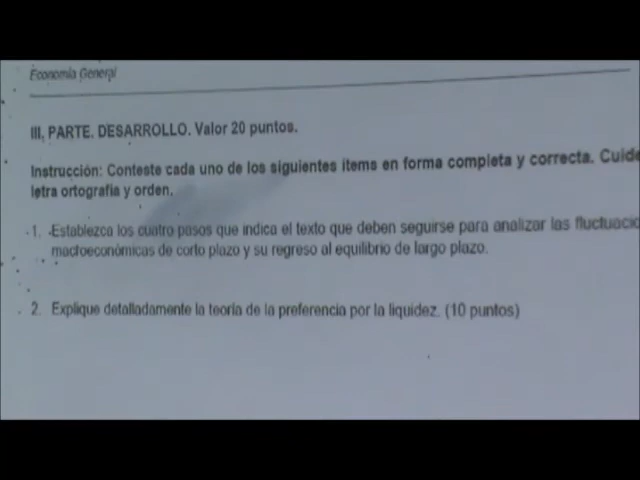 Economía General
III, PARTE. DESARROLLO. Valor 20 puntos.
Instrucción: Conteste cada uno de los siguientes ítems en forma completa y correcta. Cuide
letra ortografía y orden.
1. Establezca los cuatro pasos que indica el texto que deben seguirse para analizar las fluctuacio
macroeconómicas de corto plazo y su regreso al equilibrio de largo plazo.
2. Explique detalladamente la teoría de la preferencia por la liquidez. (10 puntos)